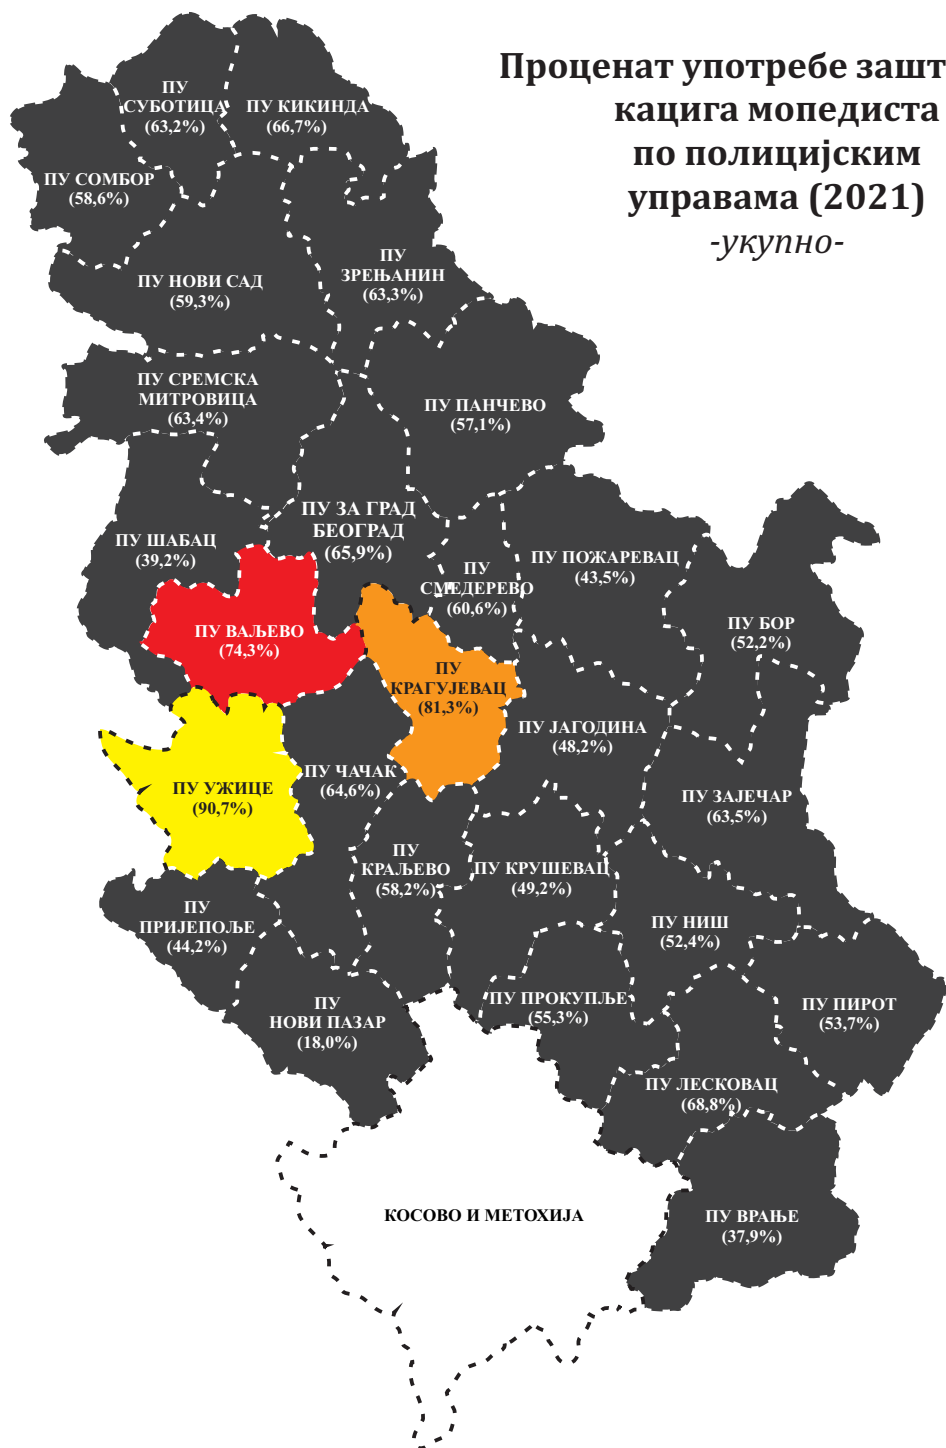 Проценат употребе зашт
кацига мопедиста
по полицијским
управама (2021)
-укупно-
ПУ
СУБОТИЦА
(63,2%)
ПУ КИКИНДА
(66,7%)
ПУ СОМБОР
(58,6%)
ПУ НОВИ САД
(59,3%)
ПУ
ЗРЕЊАНИН
(63,3%)
ПУ СРЕМСКА
МИТРОВИЦА
(63,4%)
ПУ ПАНЧЕВО
(57,1%)
ПУ ЗА ГРАД
БЕОГРАД
(65,9%)
ПУ ШАБАЦ
(39,2%)
ПУ
СМЕДЕРЕВО
(60,6%)
ПУ ПОЖАРЕВАЦ
(43,5%)
ПУ БОР
(52,2%)
ПУ ВАЉЕВО
(74,3%)
ПУ
КРАГУЈЕВАЦ
(81,3%)
ПУ ЈАГОДИНА
(48,2%)
ПУ УЖИЦЕ
(90,7%)
ПУ ЧАЧАК
(64,6%)
ПУ ЗАЈЕЧАР
(63,5%)
ПУ
КРАЉЕВО
(58,2%)
ПУ КРУШЕВАЦ
(49,2%)
ПУ
ПРИЈЕПОЉЕ
(44,2%)
ПУ НИШ
(52,4%)
ПУ
НОВИ ПАЗАР
(18,0%)
ПУ ПРОКУПЉЕ
(55,3%)
ПУ ПИРОТ
(53,7%)
ПУ ЛЕСКОВАЦ
(68,8%)
КОСОВО И МЕТОХИЈА
ПУ ВРАЊЕ
(37,9%)